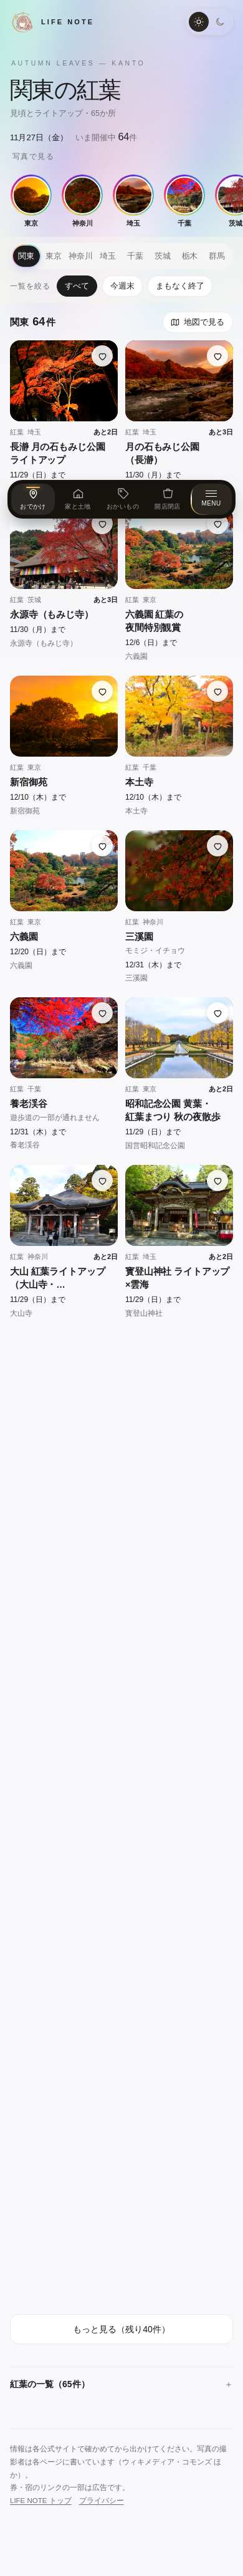 LIFE NOTE
AUTUMN LEAVES — KANTO
関東の紅葉
見頃とライトアップ・65か所
11月27日（金） いま開催中 64件
写真で見る
東京 神奈川 埼玉 千葉 茨城
関東 東京 神奈川 埼玉 千葉 茨城 栃木 群馬
一覧を絞る すべて 今週末 まもなく終了
関東 64件 地図で見る
紅葉 埼玉 あと2日
長瀞 月の石もみじ公園
ライトアップ
11/29（日）まで
紅葉 埼玉 あと3日
月の石もみじ公園
（長瀞）
11/30（月）まで
おでかけ 家と土地 おかいもの 開店閉店 MENU
紅葉 茨城 あと3日
永源寺（もみじ寺）
11/30（月）まで
永源寺（もみじ寺）
紅葉 東京
六義園 紅葉の
夜間特別観賞
12/6（日）まで
六義園
紅葉 東京
新宿御苑
12/10（木）まで
新宿御苑
紅葉 千葉
本土寺
12/10（木）まで
本土寺
紅葉 東京
六義園
12/20（日）まで
六義園
紅葉 神奈川
三溪園
モミジ・イチョウ
12/31（木）まで
三溪園
紅葉 千葉
養老渓谷
遊歩道の一部が通れません
12/31（木）まで
養老渓谷
紅葉 東京 あと2日
昭和記念公園 黄葉・
紅葉まつり 秋の夜散歩
11/29（日）まで
国営昭和記念公園
紅葉 神奈川 あと2日
大山 紅葉ライトアップ
（大山寺・…
11/29（日）まで
大山寺
紅葉 埼玉 あと2日
寳登山神社 ライトアップ
×雲海
11/29（日）まで
寳登山神社
もっと見る（残り40件）
紅葉の一覧（65件） +
情報は各公式サイトで確かめてから出かけてください。写真の撮
影者は各ページに書いています（ウィキメディア・コモンズ ほ
か）。
券・宿のリンクの一部は広告です。
LIFE NOTE トップ プライバシー